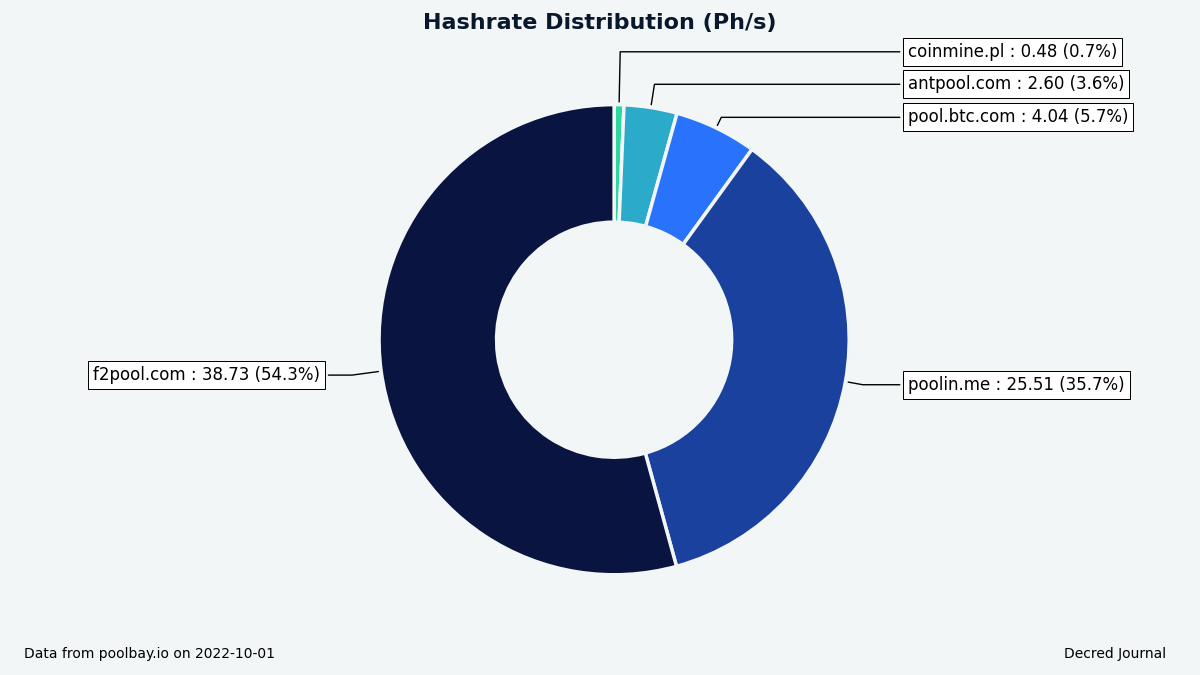 Hashrate Distribution (Ph/s)
coinmine.pl : 0.48 (0.7%)
antpool.com : 2.60 (3.6%)
pool.btc.com : 4.04 (5.7%)
f2pool.com : 38.73 (54.3%)
poolin.me : 25.51 (35.7%)
Data from poolbay.io on 2022-10-01
Decred Journal